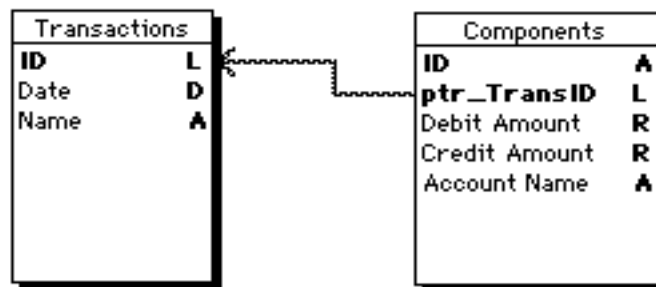 Transactions
ID L
Date D
Name A
Components
ID A
ptr_TransID L
Debit Amount R
Credit Amount R
Account Name A